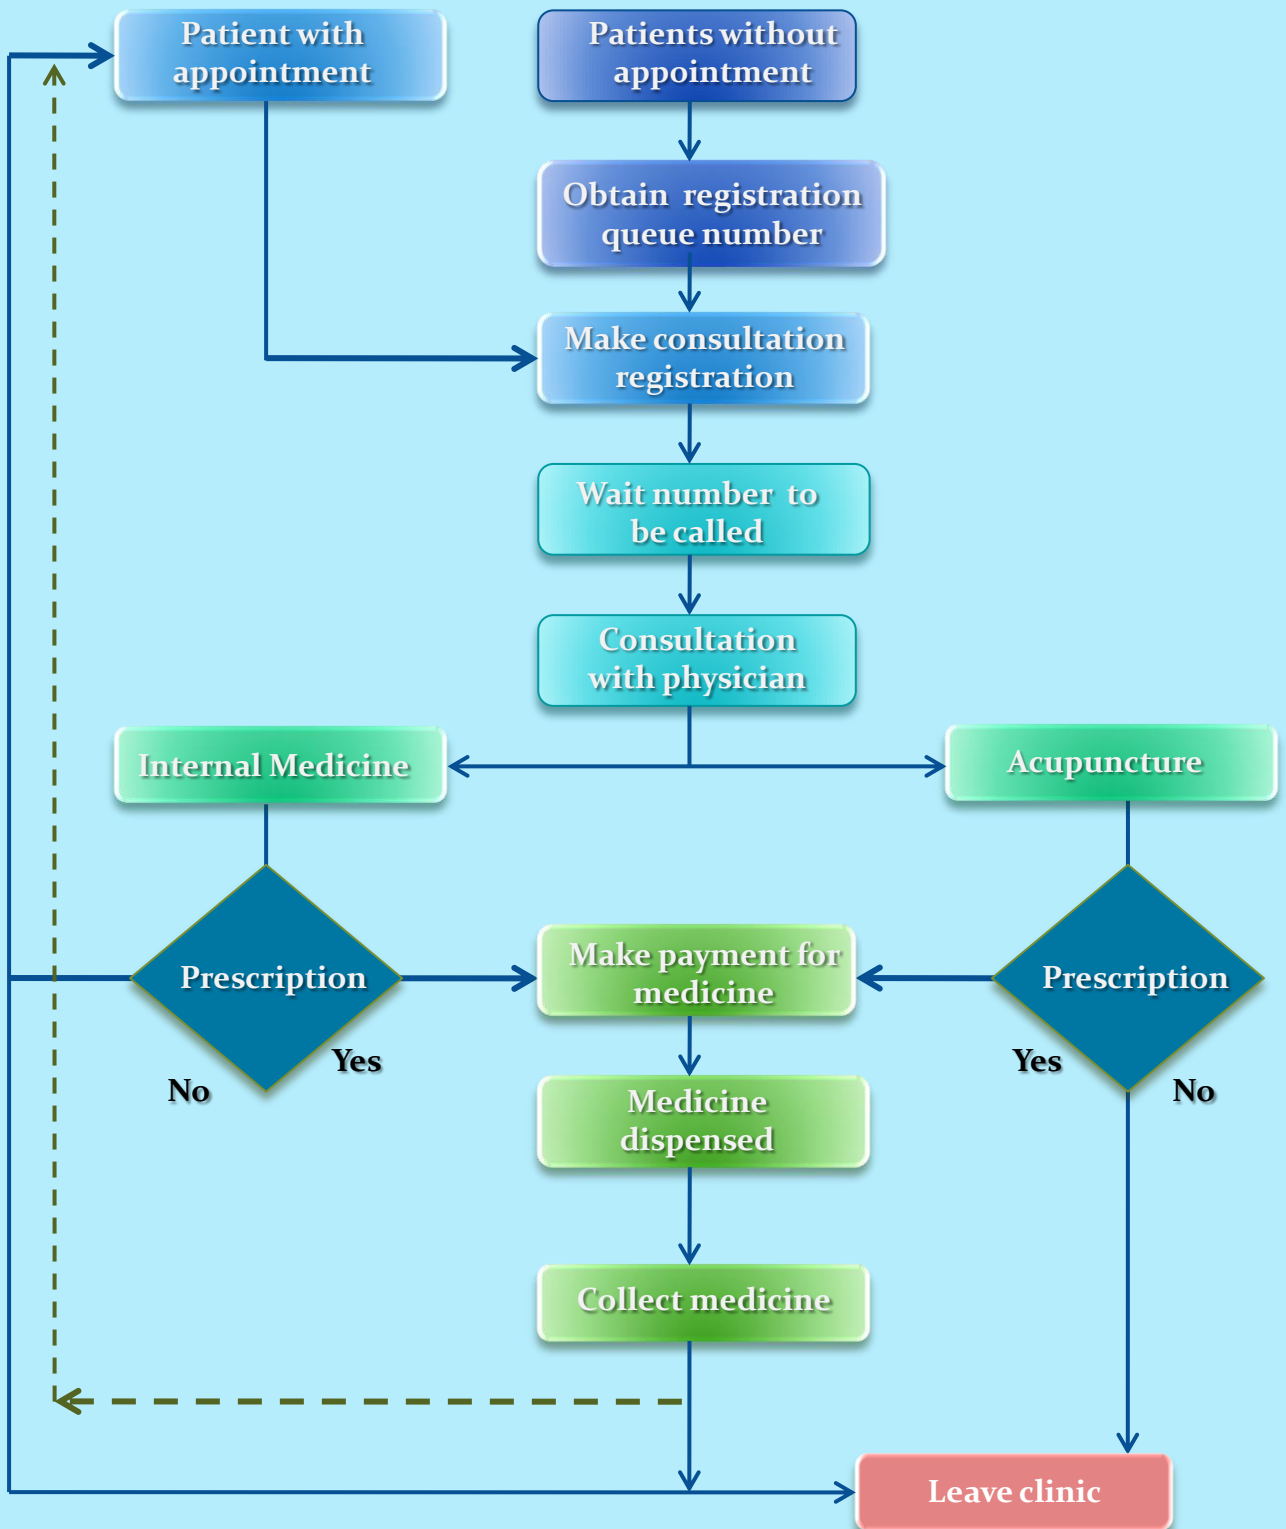 Patient with
appointment
Patients without
appointment
Obtain registration
queue number
Make consultation
registration
Wait number to
be called
Consultation
with physician
Internal Medicine
Acupuncture
Prescription
Make payment for
medicine
Prescription
Yes
No
Yes
No
Medicine
dispensed
Collect medicine
Leave clinic